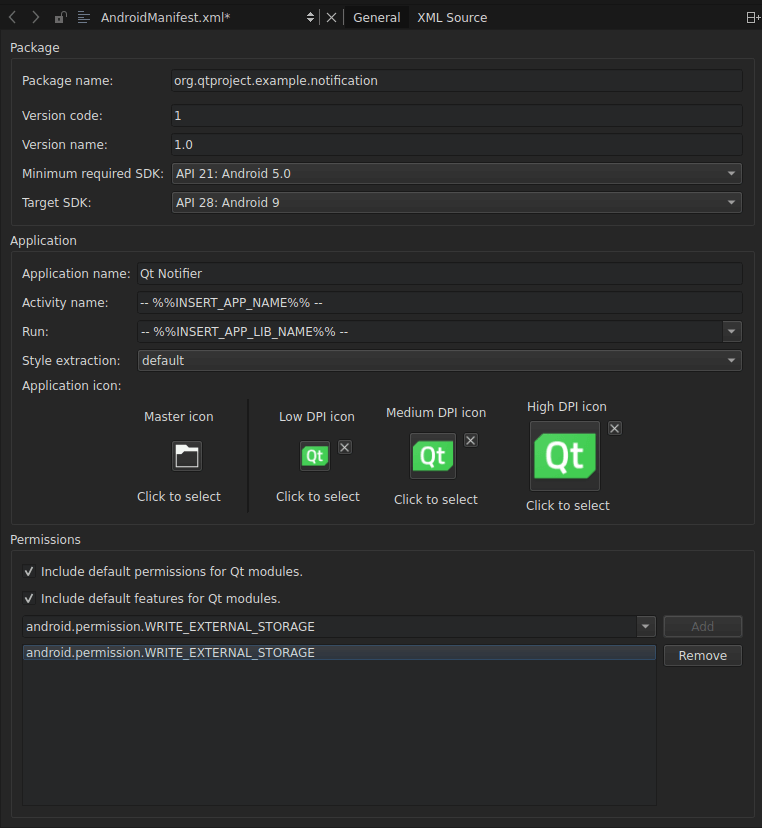 AndroidManifest.xml* General XML Source
Package
Package name: org.qtproject.example.notification
Version code: 1
Version name: 1.0
Minimum required SDK: API 21: Android 5.0
Target SDK: API 28: Android 9
Application
Application name: Qt Notifier
Activity name: -- %%INSERT_APP_NAME%% --
Run: -- %%INSERT_APP_LIB_NAME%% --
Style extraction: default
Application icon:
Master icon Low DPI icon Medium DPI icon High DPI icon
Qt Qt Qt
Click to select Click to select Click to select Click to select
Permissions
Include default permissions for Qt modules.
Include default features for Qt modules.
android.permission.WRITE_EXTERNAL_STORAGE Add
android.permission.WRITE_EXTERNAL_STORAGE Remove